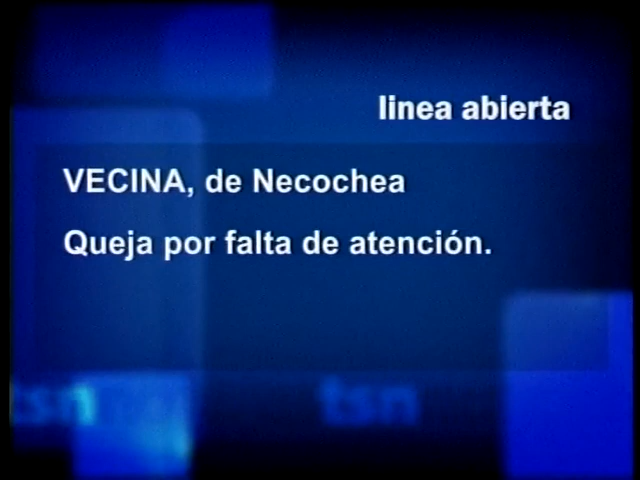 linea abierta
VECINA, de Necochea
Queja por falta de atención.
tsn tsn